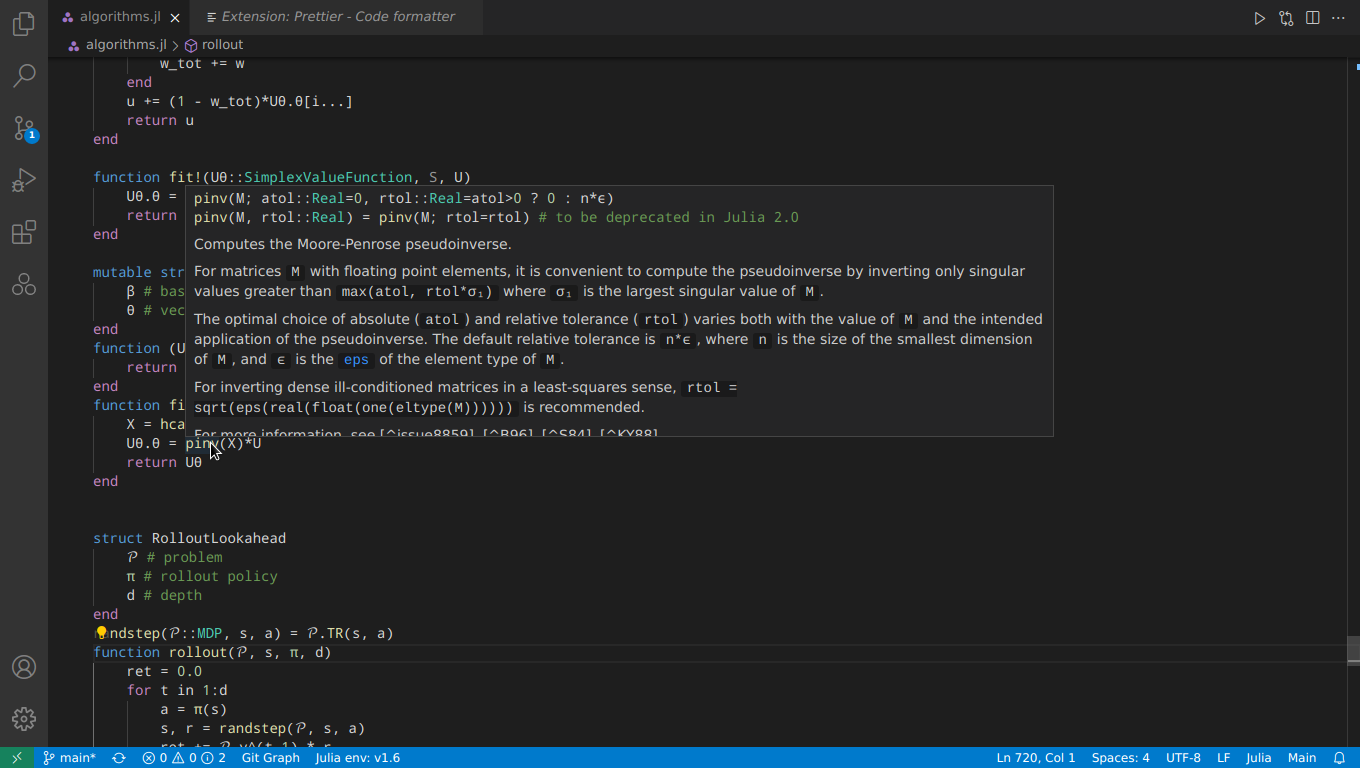 algorithms.jl
Extension: Prettier - Code formatter
algorithms.jl > rollout
w_tot += w
end
u += (1 - w_tot)*Uθ.θ[i...]
return u
end
function fit!(Uθ::SimplexValueFunction, S, U)
Uθ.θ =
return
end
mutable str
β # bas
θ # vec
end
function (U
return
end
function fi
X = hca
pinv(M; atol::Real=0, rtol::Real=atol>0 ? 0 : n*ϵ)
pinv(M, rtol::Real) = pinv(M; rtol=rtol) # to be deprecated in Julia 2.0
Computes the Moore-Penrose pseudoinverse.
For matrices M with floating point elements, it is convenient to compute the pseudoinverse by inverting only singular
values greater than max(atol, rtol*σ₁) where σ₁ is the largest singular value of M.
The optimal choice of absolute (atol) and relative tolerance (rtol) varies both with the value of M and the intended
application of the pseudoinverse. The default relative tolerance is n*ϵ, where n is the size of the smallest dimension
of M, and ϵ is the eps of the element type of M.
For inverting dense ill-conditioned matrices in a least-squares sense, rtol =
sqrt(eps(real(float(one(eltype(M)))))) is recommended.
For more information, see [^issue8859], [^B96], [^S84], [^KY88].
Uθ.θ = pinv(X)*U
return Uθ
end
struct RolloutLookahead
𝒫 # problem
π # rollout policy
d # depth
end
randstep(𝒫::MDP, s, a) = 𝒫.TR(s, a)
function rollout(𝒫, s, π, d)
ret = 0.0
for t in 1:d
a = π(s)
s, r = randstep(𝒫, s, a)
ret += 𝒫.γ^(t-1) * r
1
main*
0 0 2
Git Graph
Julia env: v1.6
Ln 720, Col 1
Spaces: 4
UTF-8
LF
Julia
Main